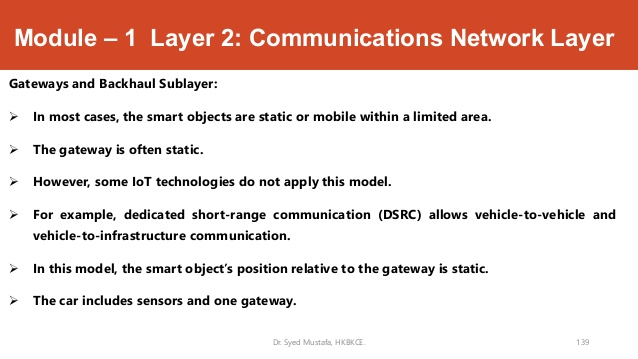 Module – 1 Layer 2: Communications Network Layer
Gateways and Backhaul Sublayer:
➢ In most cases, the smart objects are static or mobile within a limited area.
➢ The gateway is often static.
➢ However, some IoT technologies do not apply this model.
➢ For example, dedicated short-range communication (DSRC) allows vehicle-to-vehicle and
vehicle-to-infrastructure communication.
➢ In this model, the smart object’s position relative to the gateway is static.
➢ The car includes sensors and one gateway.
Dr. Syed Mustafa, HKBKCE. 139